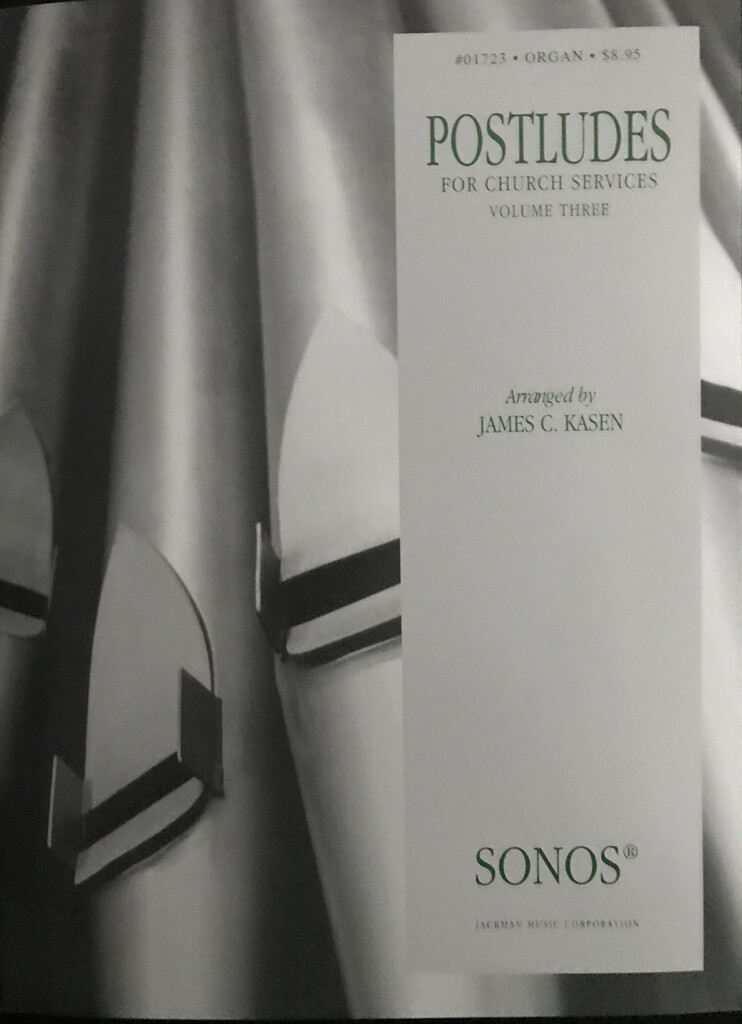 #01723 • ORGAN • $8.95
POSTLUDES
FOR CHURCH SERVICES
VOLUME THREE
Arranged by
JAMES C. KASEN
SONOS®
JACKMAN MUSIC CORPORATION